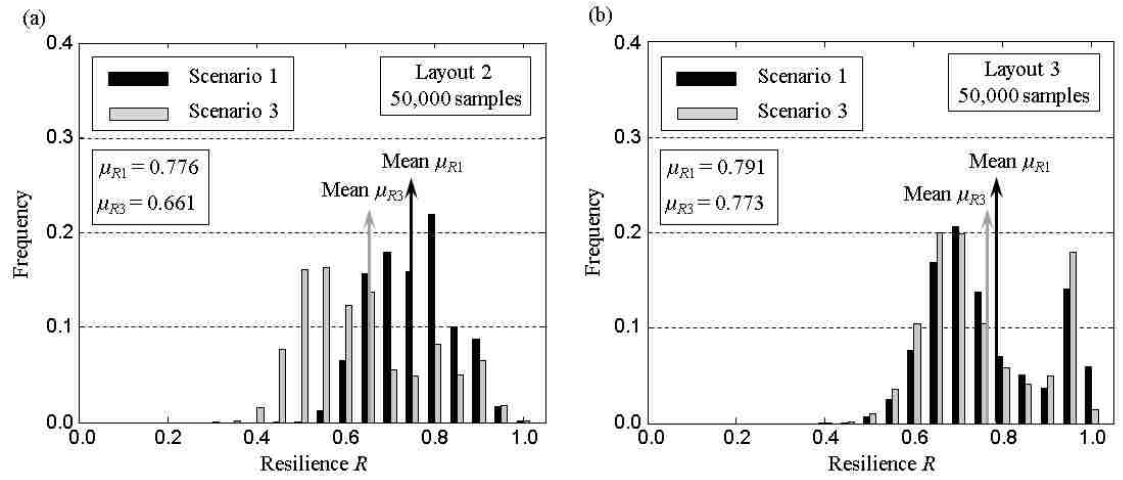 (a)
0.4
0.3
0.2
0.1
0.0
Frequency
Scenario 1
Scenario 3
Layout 2
50,000 samples
μR1 = 0.776
μR3 = 0.661
Mean μR1
Mean μR3
0.0 0.2 0.4 0.6 0.8 1.0
Resilience R
(b)
0.4
0.3
0.2
0.1
0.0
Frequency
Scenario 1
Scenario 3
Layout 3
50,000 samples
μR1 = 0.791
μR3 = 0.773
Mean μR1
Mean μR3
0.0 0.2 0.4 0.6 0.8 1.0
Resilience R